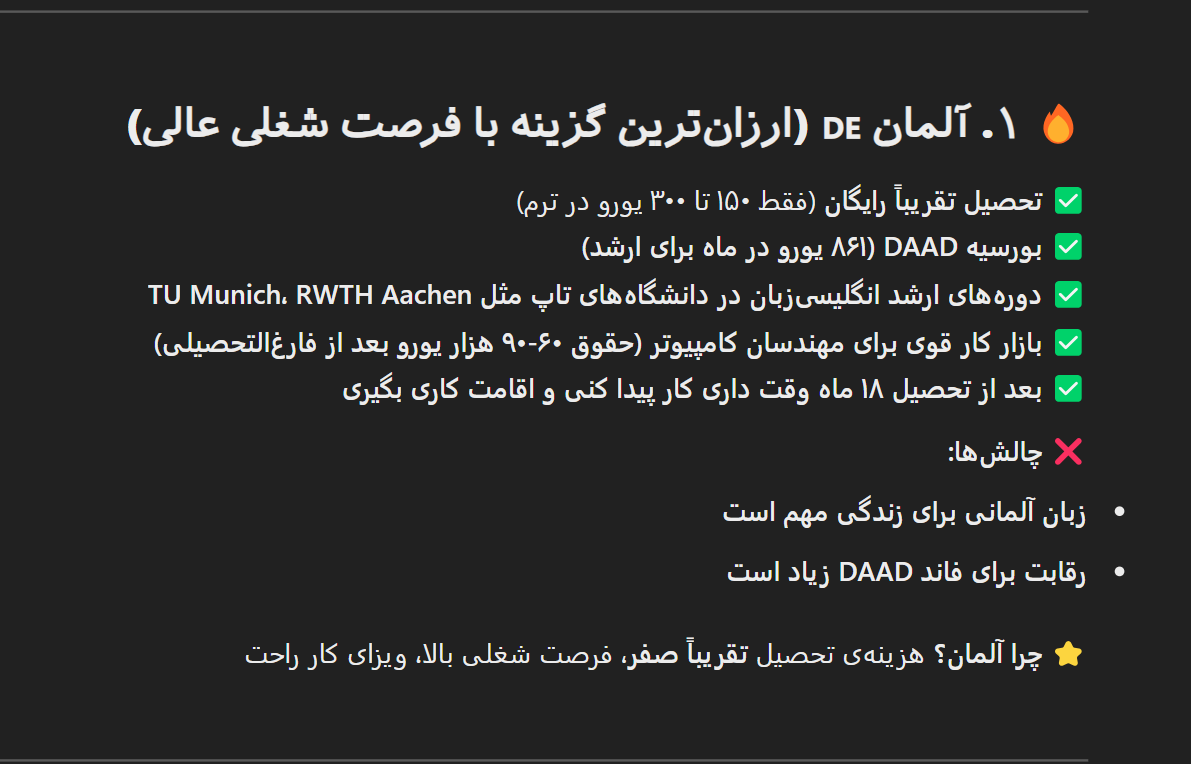 🔥 ۱. آلمان DE (ارزان‌ترین گزینه با فرصت شغلی عالی)
✅ تحصیل تقریباً رایگان (فقط ۱۵۰ تا ۳۰۰ یورو در ترم)
✅ بورسیه DAAD (۸۶۱ یورو در ماه برای ارشد)
✅ دوره‌های ارشد انگلیسی‌زبان در دانشگاه‌های تاپ مثل TU Munich، RWTH Aachen
✅ بازار کار قوی برای مهندسان کامپیوتر (حقوق ۶۰-۹۰ هزار یورو بعد از فارغ‌التحصیلی)
✅ بعد از تحصیل ۱۸ ماه وقت داری کار پیدا کنی و اقامت کاری بگیری
❌ چالش‌ها:
• زبان آلمانی برای زندگی مهم است
• رقابت برای فاند DAAD زیاد است
⭐ چرا آلمان؟ هزینه‌ی تحصیل تقریباً صفر، فرصت شغلی بالا، ویزای کار راحت